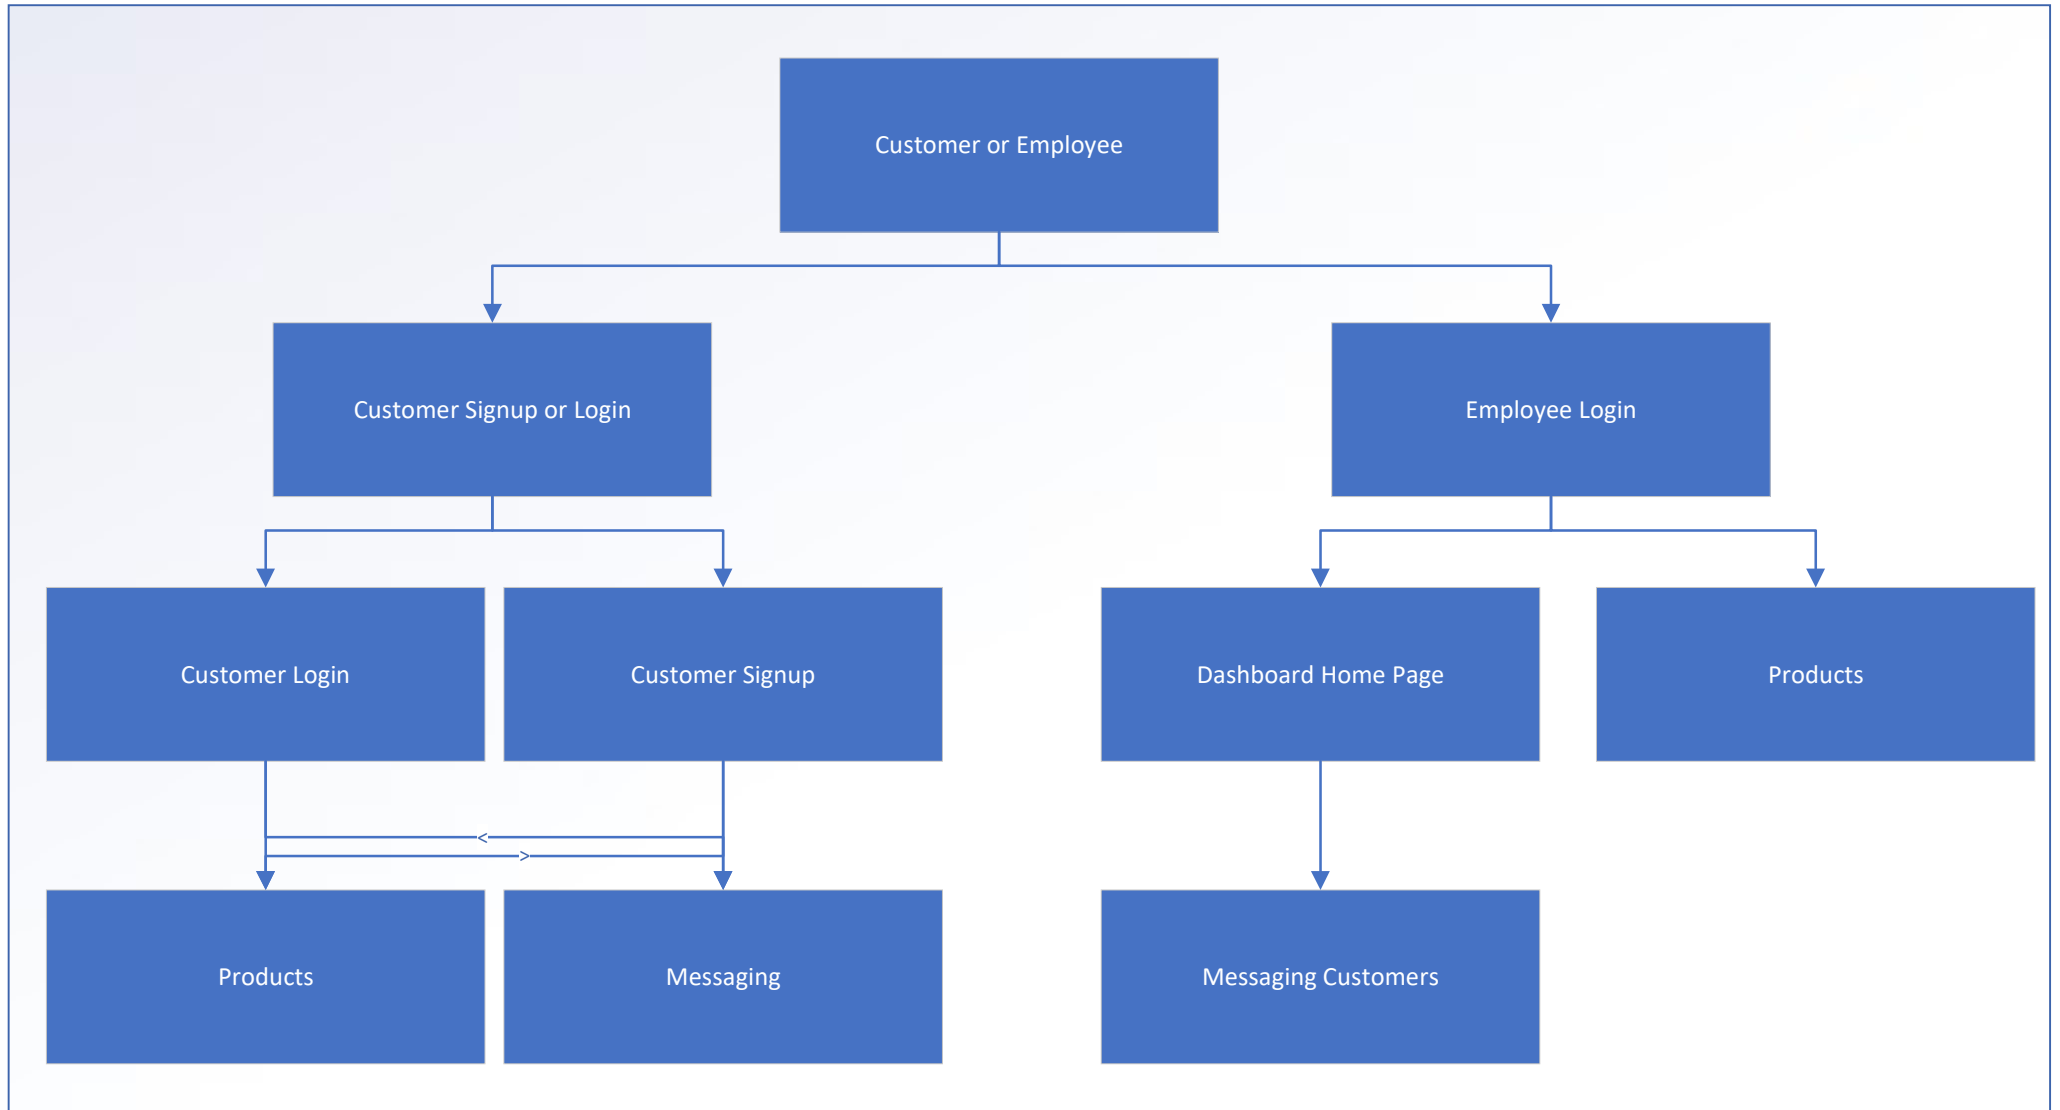 Customer or Employee
Customer Signup or Login
Employee Login
Customer Login
Customer Signup
Dashboard Home Page
Products
<
>
Products
Messaging
Messaging Customers